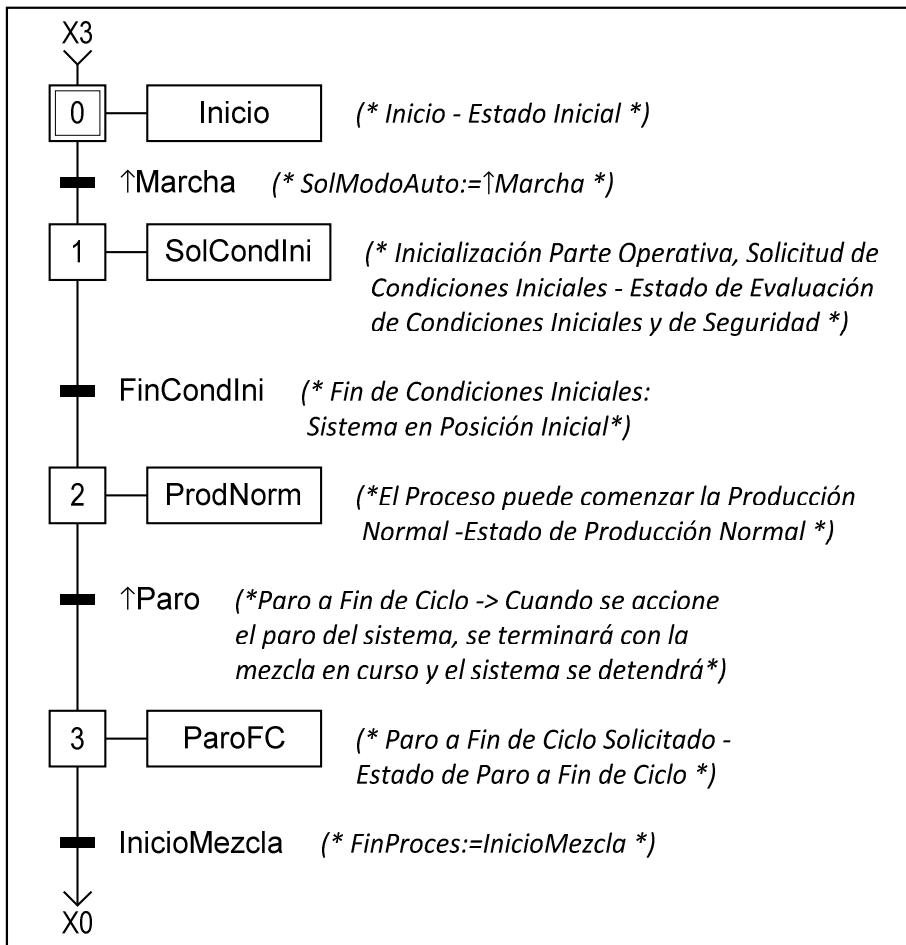 X3
0 Inicio (* Inicio - Estado Inicial *)
↑Marcha (* SolModoAuto:=↑Marcha *)
1 SolCondIni (* Inicialización Parte Operativa, Solicitud de
Condiciones Iniciales - Estado de Evaluación
de Condiciones Iniciales y de Seguridad *)
FinCondIni (* Fin de Condiciones Iniciales:
Sistema en Posición Inicial*)
2 ProdNorm (*El Proceso puede comenzar la Producción
Normal -Estado de Producción Normal *)
↑Paro (*Paro a Fin de Ciclo -> Cuando se accione
el paro del sistema, se terminará con la
mezcla en curso y el sistema se detendrá*)
3 ParoFC (* Paro a Fin de Ciclo Solicitado -
Estado de Paro a Fin de Ciclo *)
InicioMezcla (* FinProces:=InicioMezcla *)
X0